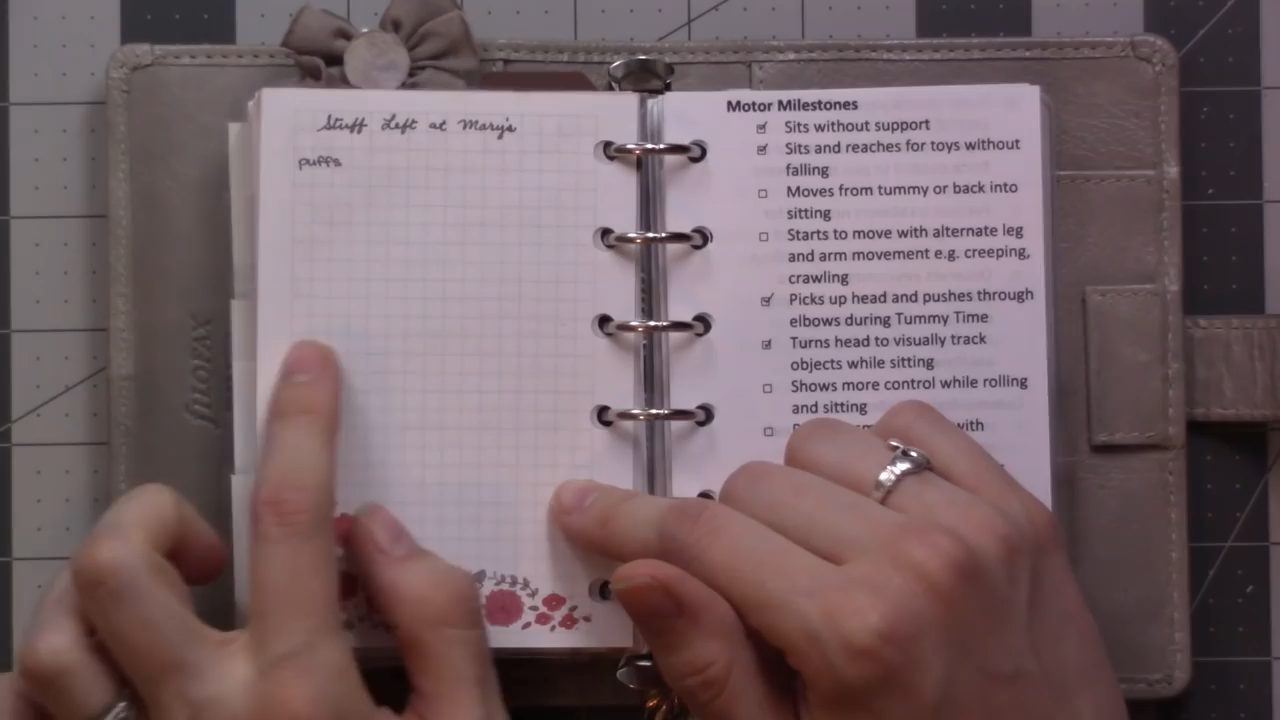 Stuff Left at Mary's
puffs
Motor Milestones
☑ Sits without support
☑ Sits and reaches for toys without
falling
☐ Moves from tummy or back into
sitting
☐ Starts to move with alternate leg
and arm movement e.g. creeping,
crawling
☑ Picks up head and pushes through
elbows during Tummy Time
☑ Turns head to visually track
objects while sitting
☐ Shows more control while rolling
and sitting
☐ with
filofax